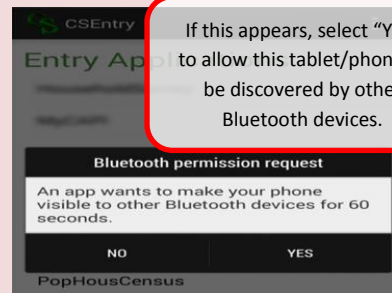 CSEntry
If this appears, select “Y
to allow this tablet/phon
be discovered by othe
Bluetooth devices.
Entry Ap
Bluetooth permission request
An app wants to make your phone
visible to other Bluetooth devices for 60
seconds.
NO
YES
PopHousCensus